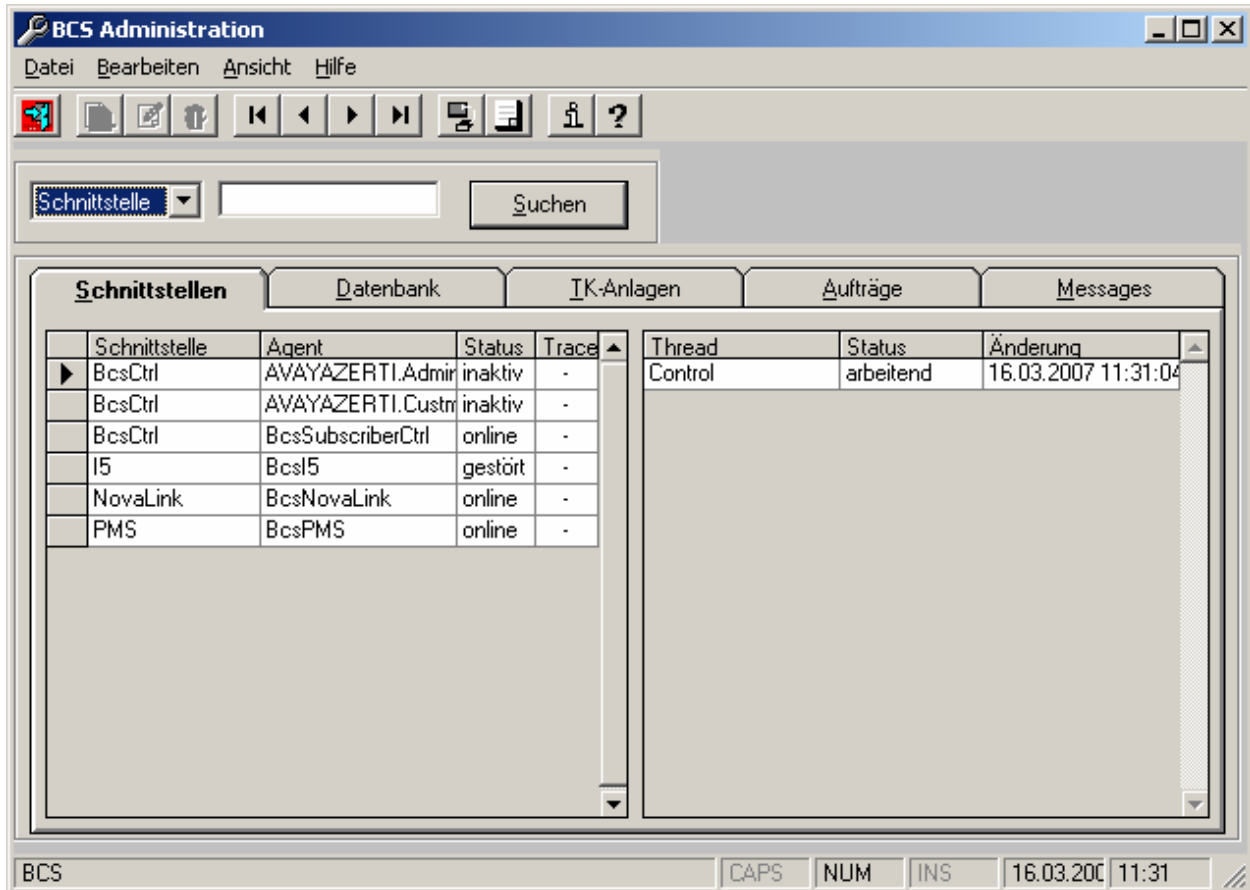 BCS Administration
Datei Bearbeiten Ansicht Hilfe
Schnittstelle Suchen
Schnittstellen Datenbank TK-Anlagen Aufträge Messages
Schnittstelle Agent Status Trace Thread Status Änderung
BcsCtrl AVAYAZERTI.Admir inaktiv - Control arbeitend 16.03.2007 11:31:04
BcsCtrl AVAYAZERTI.Custm inaktiv -
BcsCtrl BcsSubscriberCtrl online -
I5 BcsI5 gestört -
NovaLink BcsNovaLink online -
PMS BcsPMS online -
BCS CAPS NUM INS 16.03.200 11:31